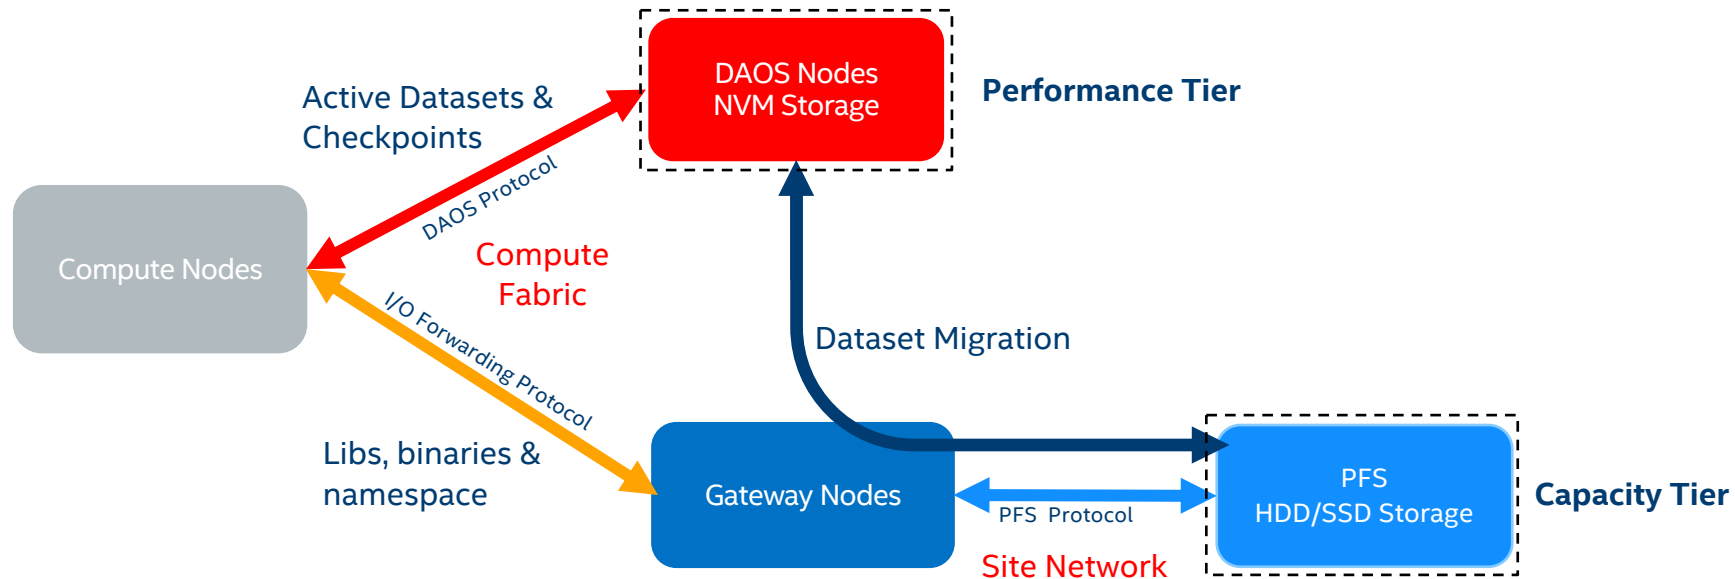 DAOS Nodes
NVM Storage
Performance Tier
Active Datasets &
Checkpoints
DAOS Protocol
Compute Nodes
Compute
Fabric
I/O Forwarding Protocol
Dataset Migration
Libs, binaries &
namespace
Gateway Nodes
PFS Protocol
Site Network
PFS
HDD/SSD Storage
Capacity Tier